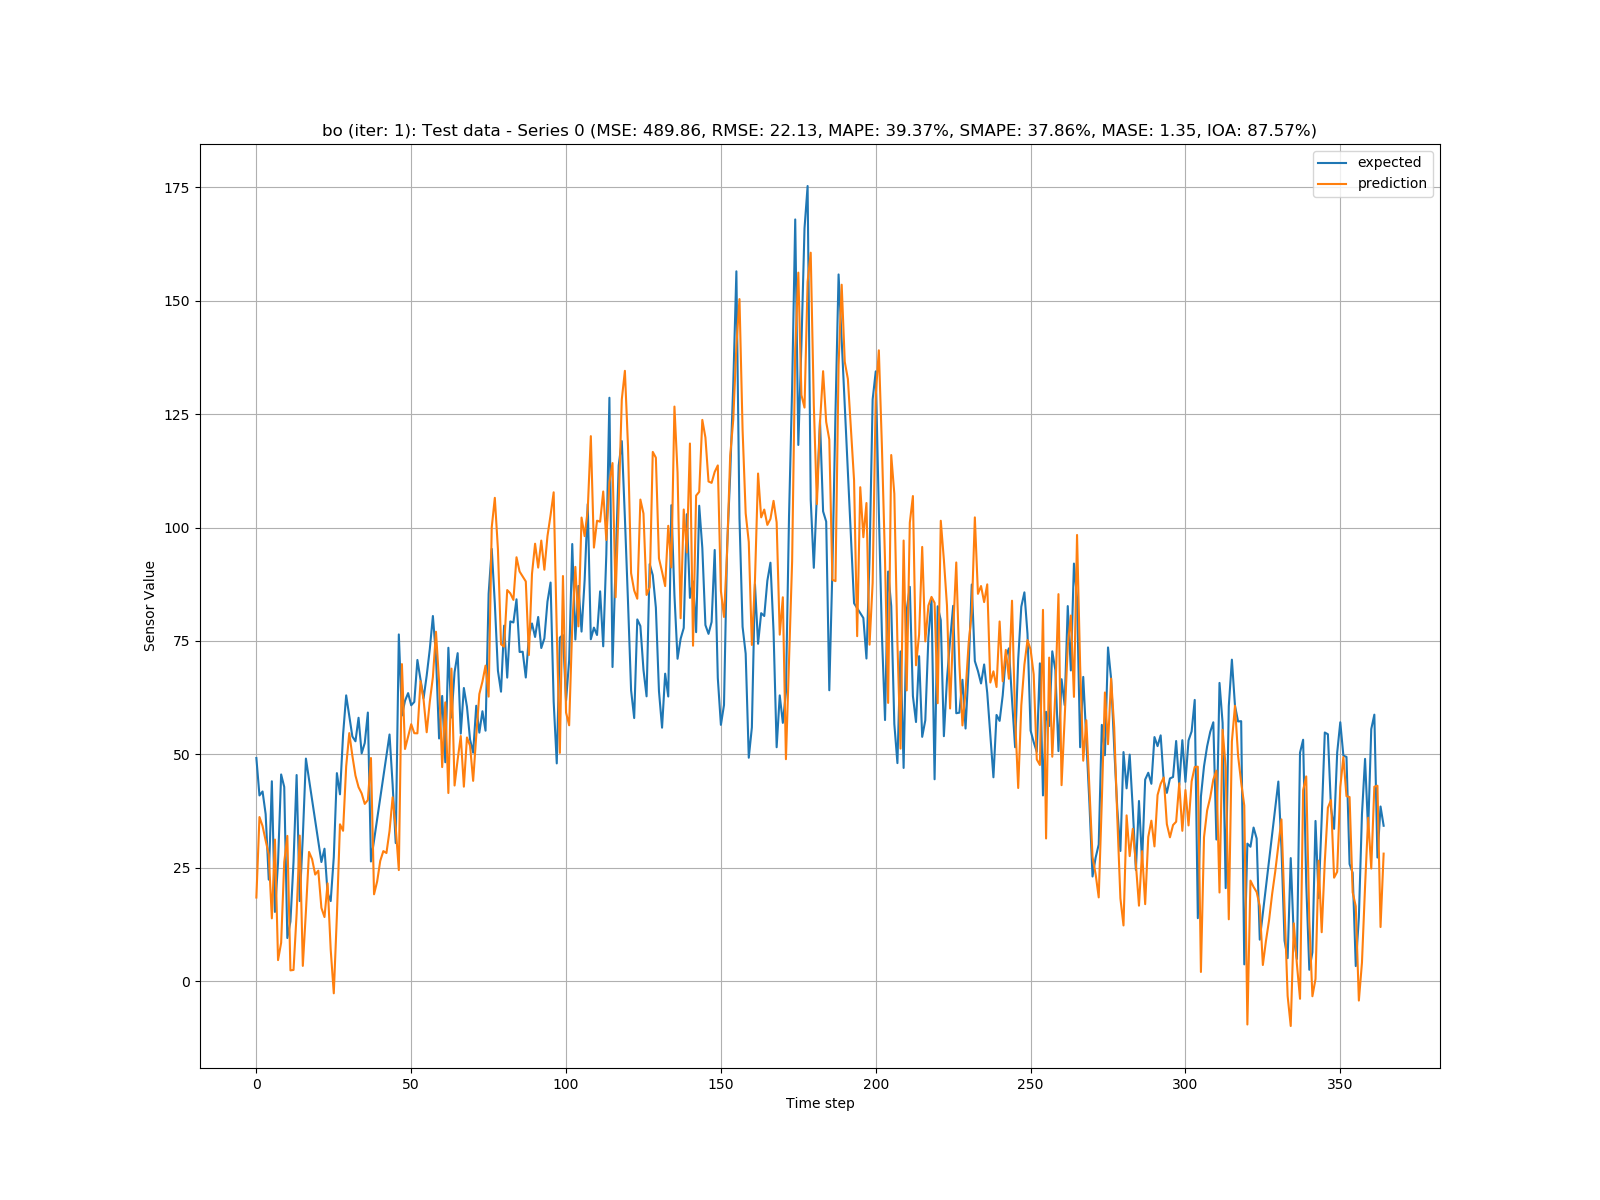 bo (iter: 1): Test data - Series 0 (MSE: 489.86, RMSE: 22.13, MAPE: 39.37%, SMAPE: 37.86%, MASE: 1.35, IOA: 87.57%)
expected
prediction
175
150
125
100
75
50
25
0
Sensor Value
0 50 100 150 200 250 300 350
Time step